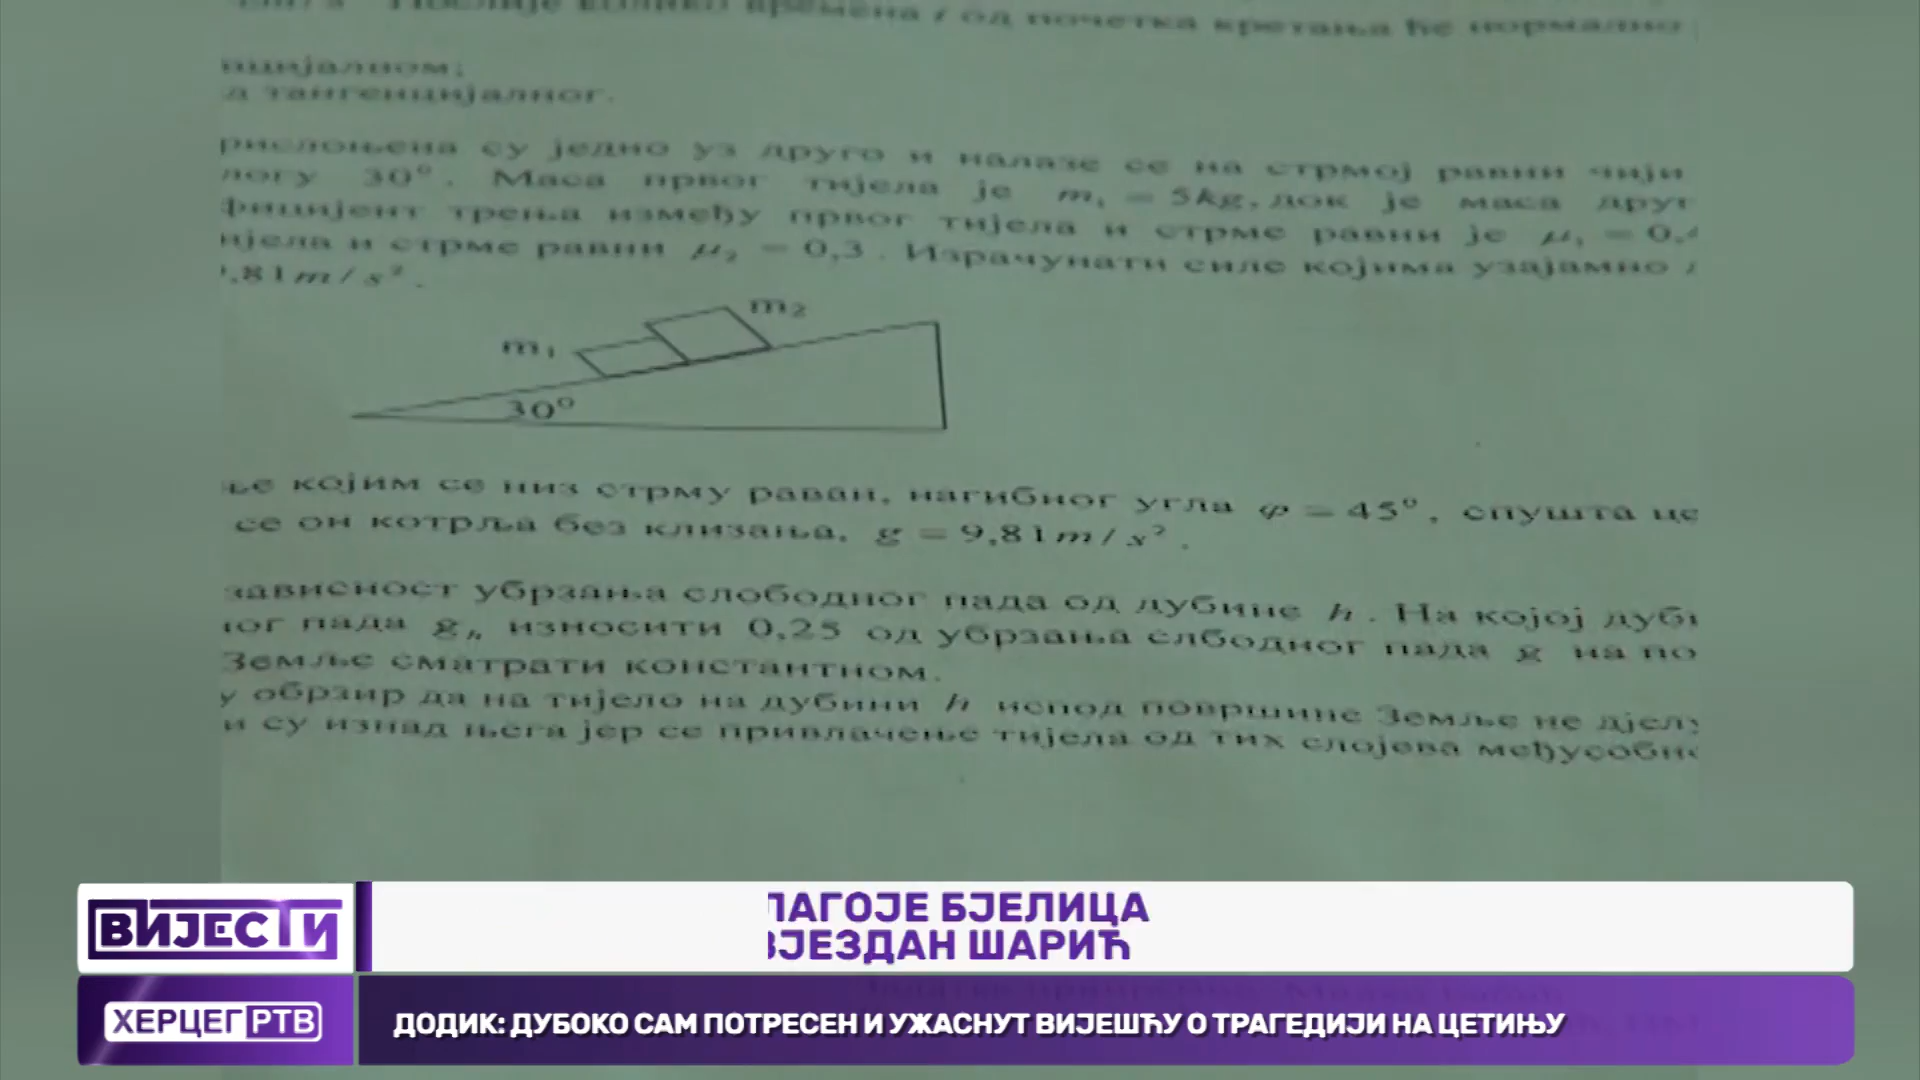 Послије колико времена t од почетка кретања ће нормално
нцијалном;
д тангенцијалног.
рислоњена су једно уз друго и налазе се на стрмој равни чији
логу 30°. Маса првог тијела је m₁ = 5kg, док је маса друг
фицијент трења између првог тијела и стрме равни је μ₁ = 0,4
ијела и стрме равни μ₂ = 0,3. Израчунати силе којима узајамно
9,81m/s².
m₂
m₁
30°
ње којим се низ стрму раван, нагибног угла φ = 45°, спушта це
се он котрља без клизања, g = 9,81m/s².
зависност убрзања слободног пада од дубине h. На којој дуби
ног пада gₕ износити 0,25 од убрзања слбодног пада g на по
Земље сматрати константном.
у обрзир да на тијело на дубини h испод површине Земље не дјелу
и су изнад њега јер се привлачење тијела од тих слојева међусобно
ВИЈЕСТИ
ЛАГОЈЕ БЈЕЛИЦА
ВЈЕЗДАН ШАРИЋ
ХЕРЦЕГ РТВ
ДОДИК: ДУБОКО САМ ПОТРЕСЕН И УЖАСНУТ ВИЈЕШЋУ О ТРАГЕДИЈИ НА ЦЕТИЊУ